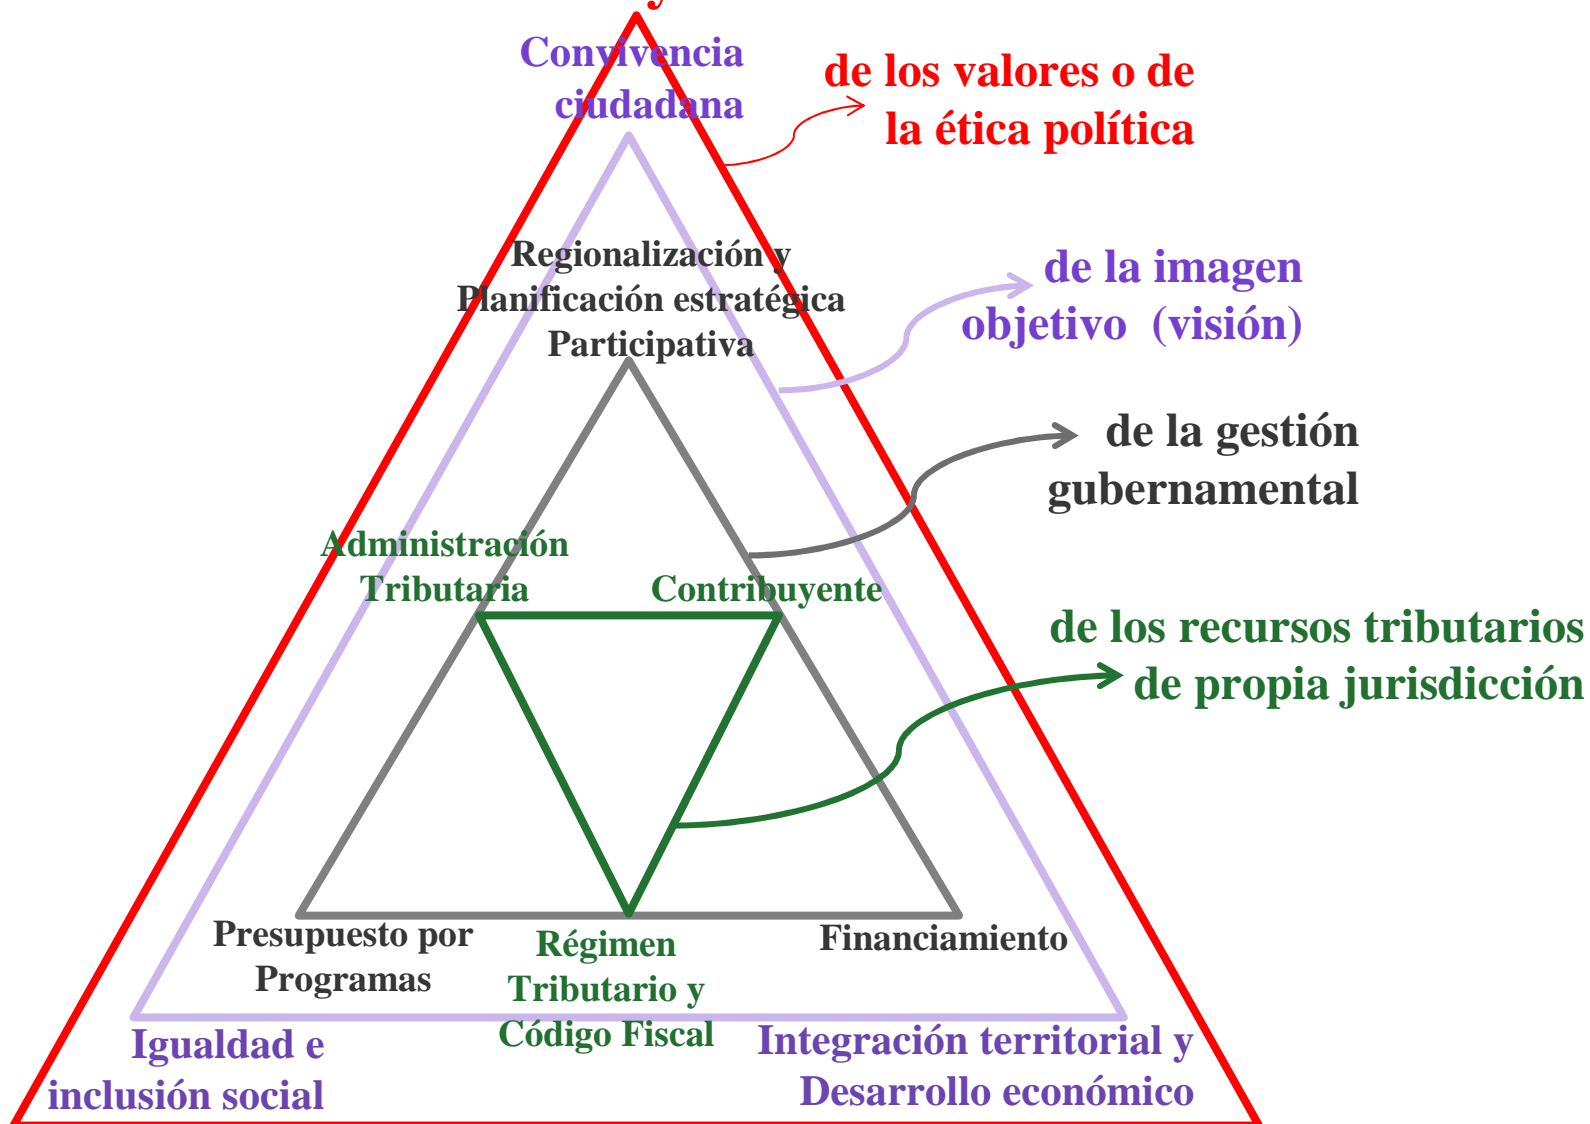 y
Convivencia
ciudadana
de los valores o de
la ética política
Regionalización y
Planificación estratégica
Participativa
de la imagen
objetivo (visión)
de la gestión
gubernamental
Administración
Tributaria
Contribuyente
de los recursos tributarios
de propia jurisdicción
Presupuesto por
Programas
Régimen
Tributario y
Código Fiscal
Financiamiento
Igualdad e
inclusión social
Integración territorial y
Desarrollo económico